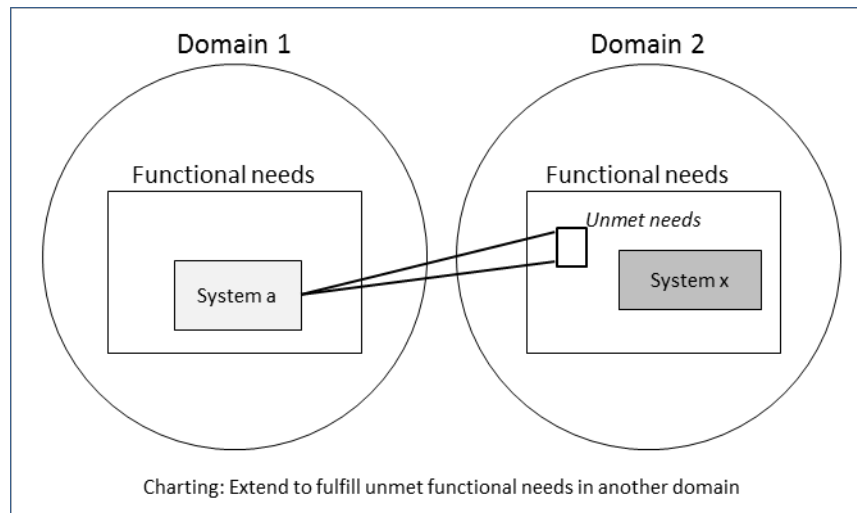 Domain 1
Domain 2
Functional needs
Functional needs
Unmet needs
System a
System x
Charting: Extend to fulfill unmet functional needs in another domain